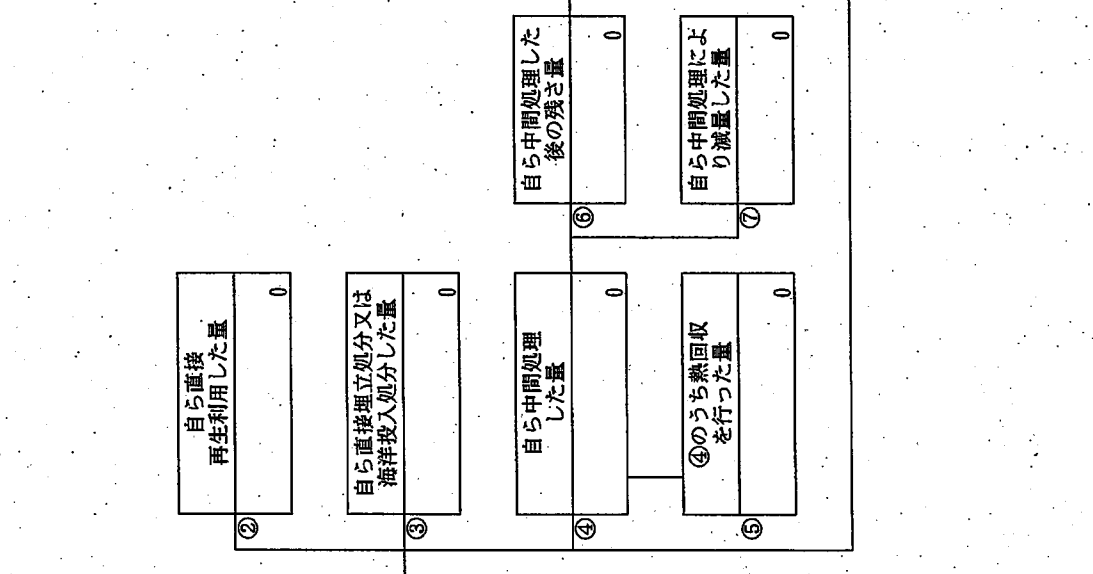 ②
自ら直接
再生利用した量
0
③
自ら直接埋立処分又は
海洋投入処分した量
0
④
自ら中間処理
した量
0
⑤
④のうち熱回収
を行った量
0
⑥
自ら中間処理した
後の残さ量
0
⑦
自ら中間処理によ
り減量した量
0